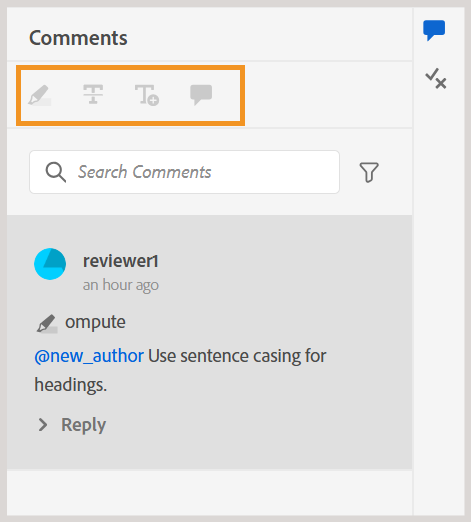 Comments
Search Comments
reviewer1
an hour ago
ompute
@new_author Use sentence casing for
headings.
Reply